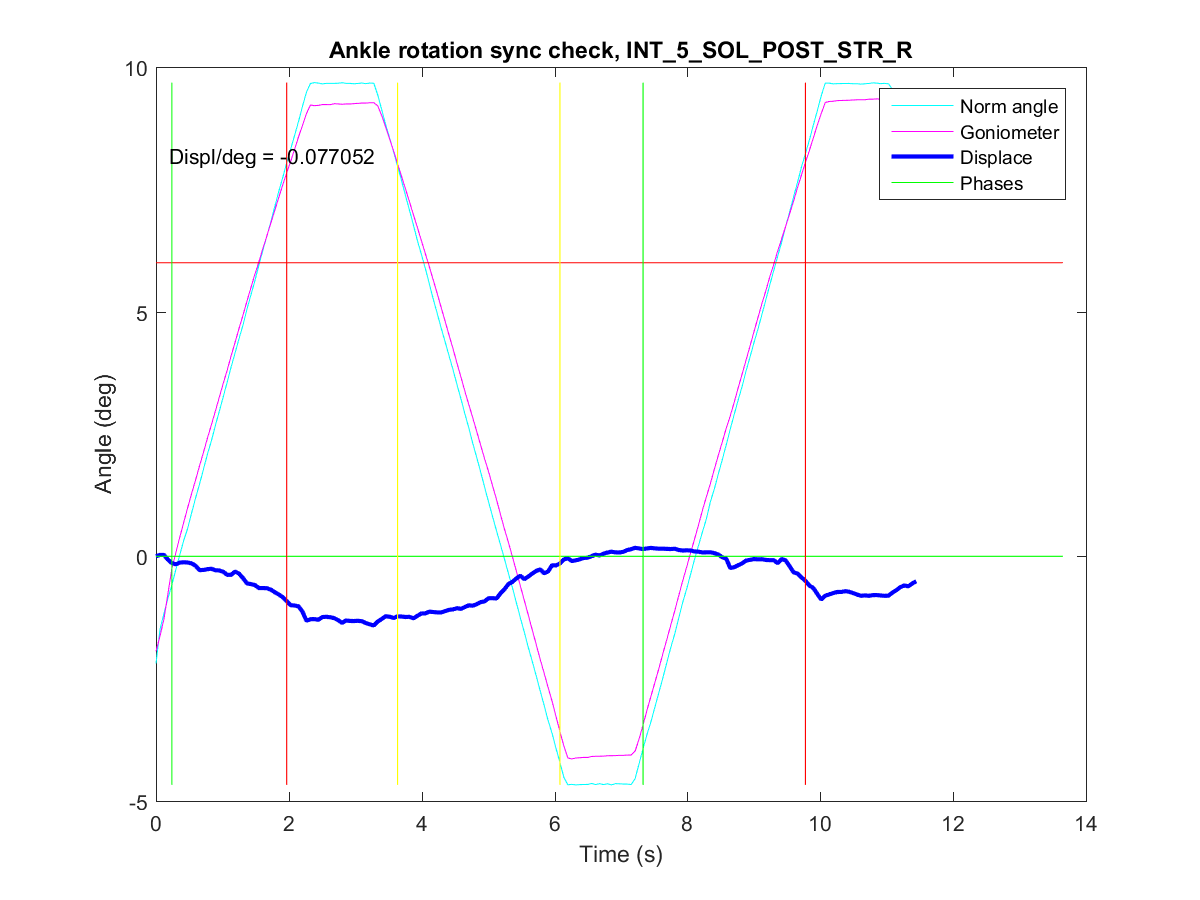 Ankle rotation sync check, INT_5_SOL_POST_STR_R
10
Norm angle
Goniometer
Displace
Phases
Displ/deg = -0.077052
5
Angle (deg)
0
-5
0 2 4 6 8 10 12 14
Time (s)